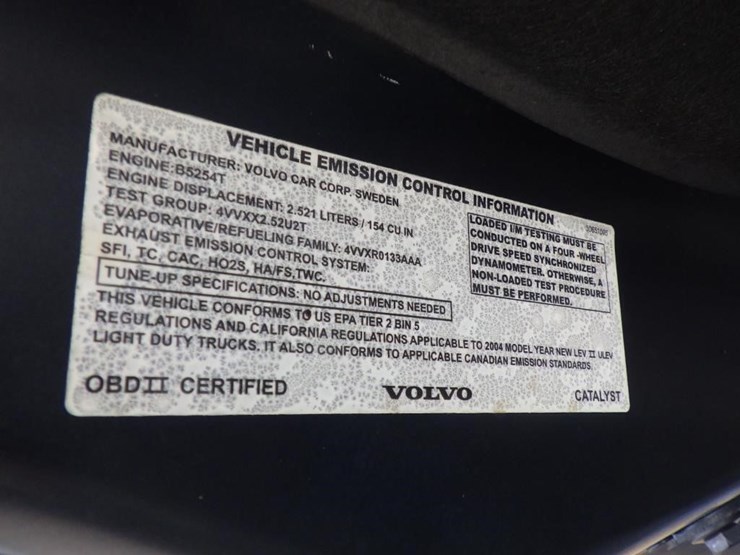 VEHICLE EMISSION CONTROL INFORMATION
MANUFACTURER: VOLVO CAR CORP. SWEDEN
ENGINE:B5254T
ENGINE DISPLACEMENT: 2.521 LITERS / 154 CU IN
TEST GROUP: 4VVXX2.52U2T
EVAPORATIVE/REFUELING FAMILY: 4VVXR0133AAA
EXHAUST EMISSION CONTROL SYSTEM:
SFI, TC, CAC, HO2S, HA/FS,TWC.
LOADED I/M TESTING MUST BE
CONDUCTED ON A FOUR -WHEEL
DRIVE SPEED SYNCHRONIZED
DYNAMOMETER. OTHERWISE, A
NON-LOADED TEST PROCEDURE
MUST BE PERFORMED.
TUNE-UP SPECIFICATIONS: NO ADJUSTMENTS NEEDED
THIS VEHICLE CONFORMS TO US EPA TIER 2 BIN 5
REGULATIONS AND CALIFORNIA REGULATIONS APPLICABLE TO 2004 MODEL YEAR NEW LEV II ULEV
LIGHT DUTY TRUCKS. IT ALSO CONFORMS TO APPLICABLE CANADIAN EMISSION STANDARDS
OBDII CERTIFIED
VOLVO
CATALYST